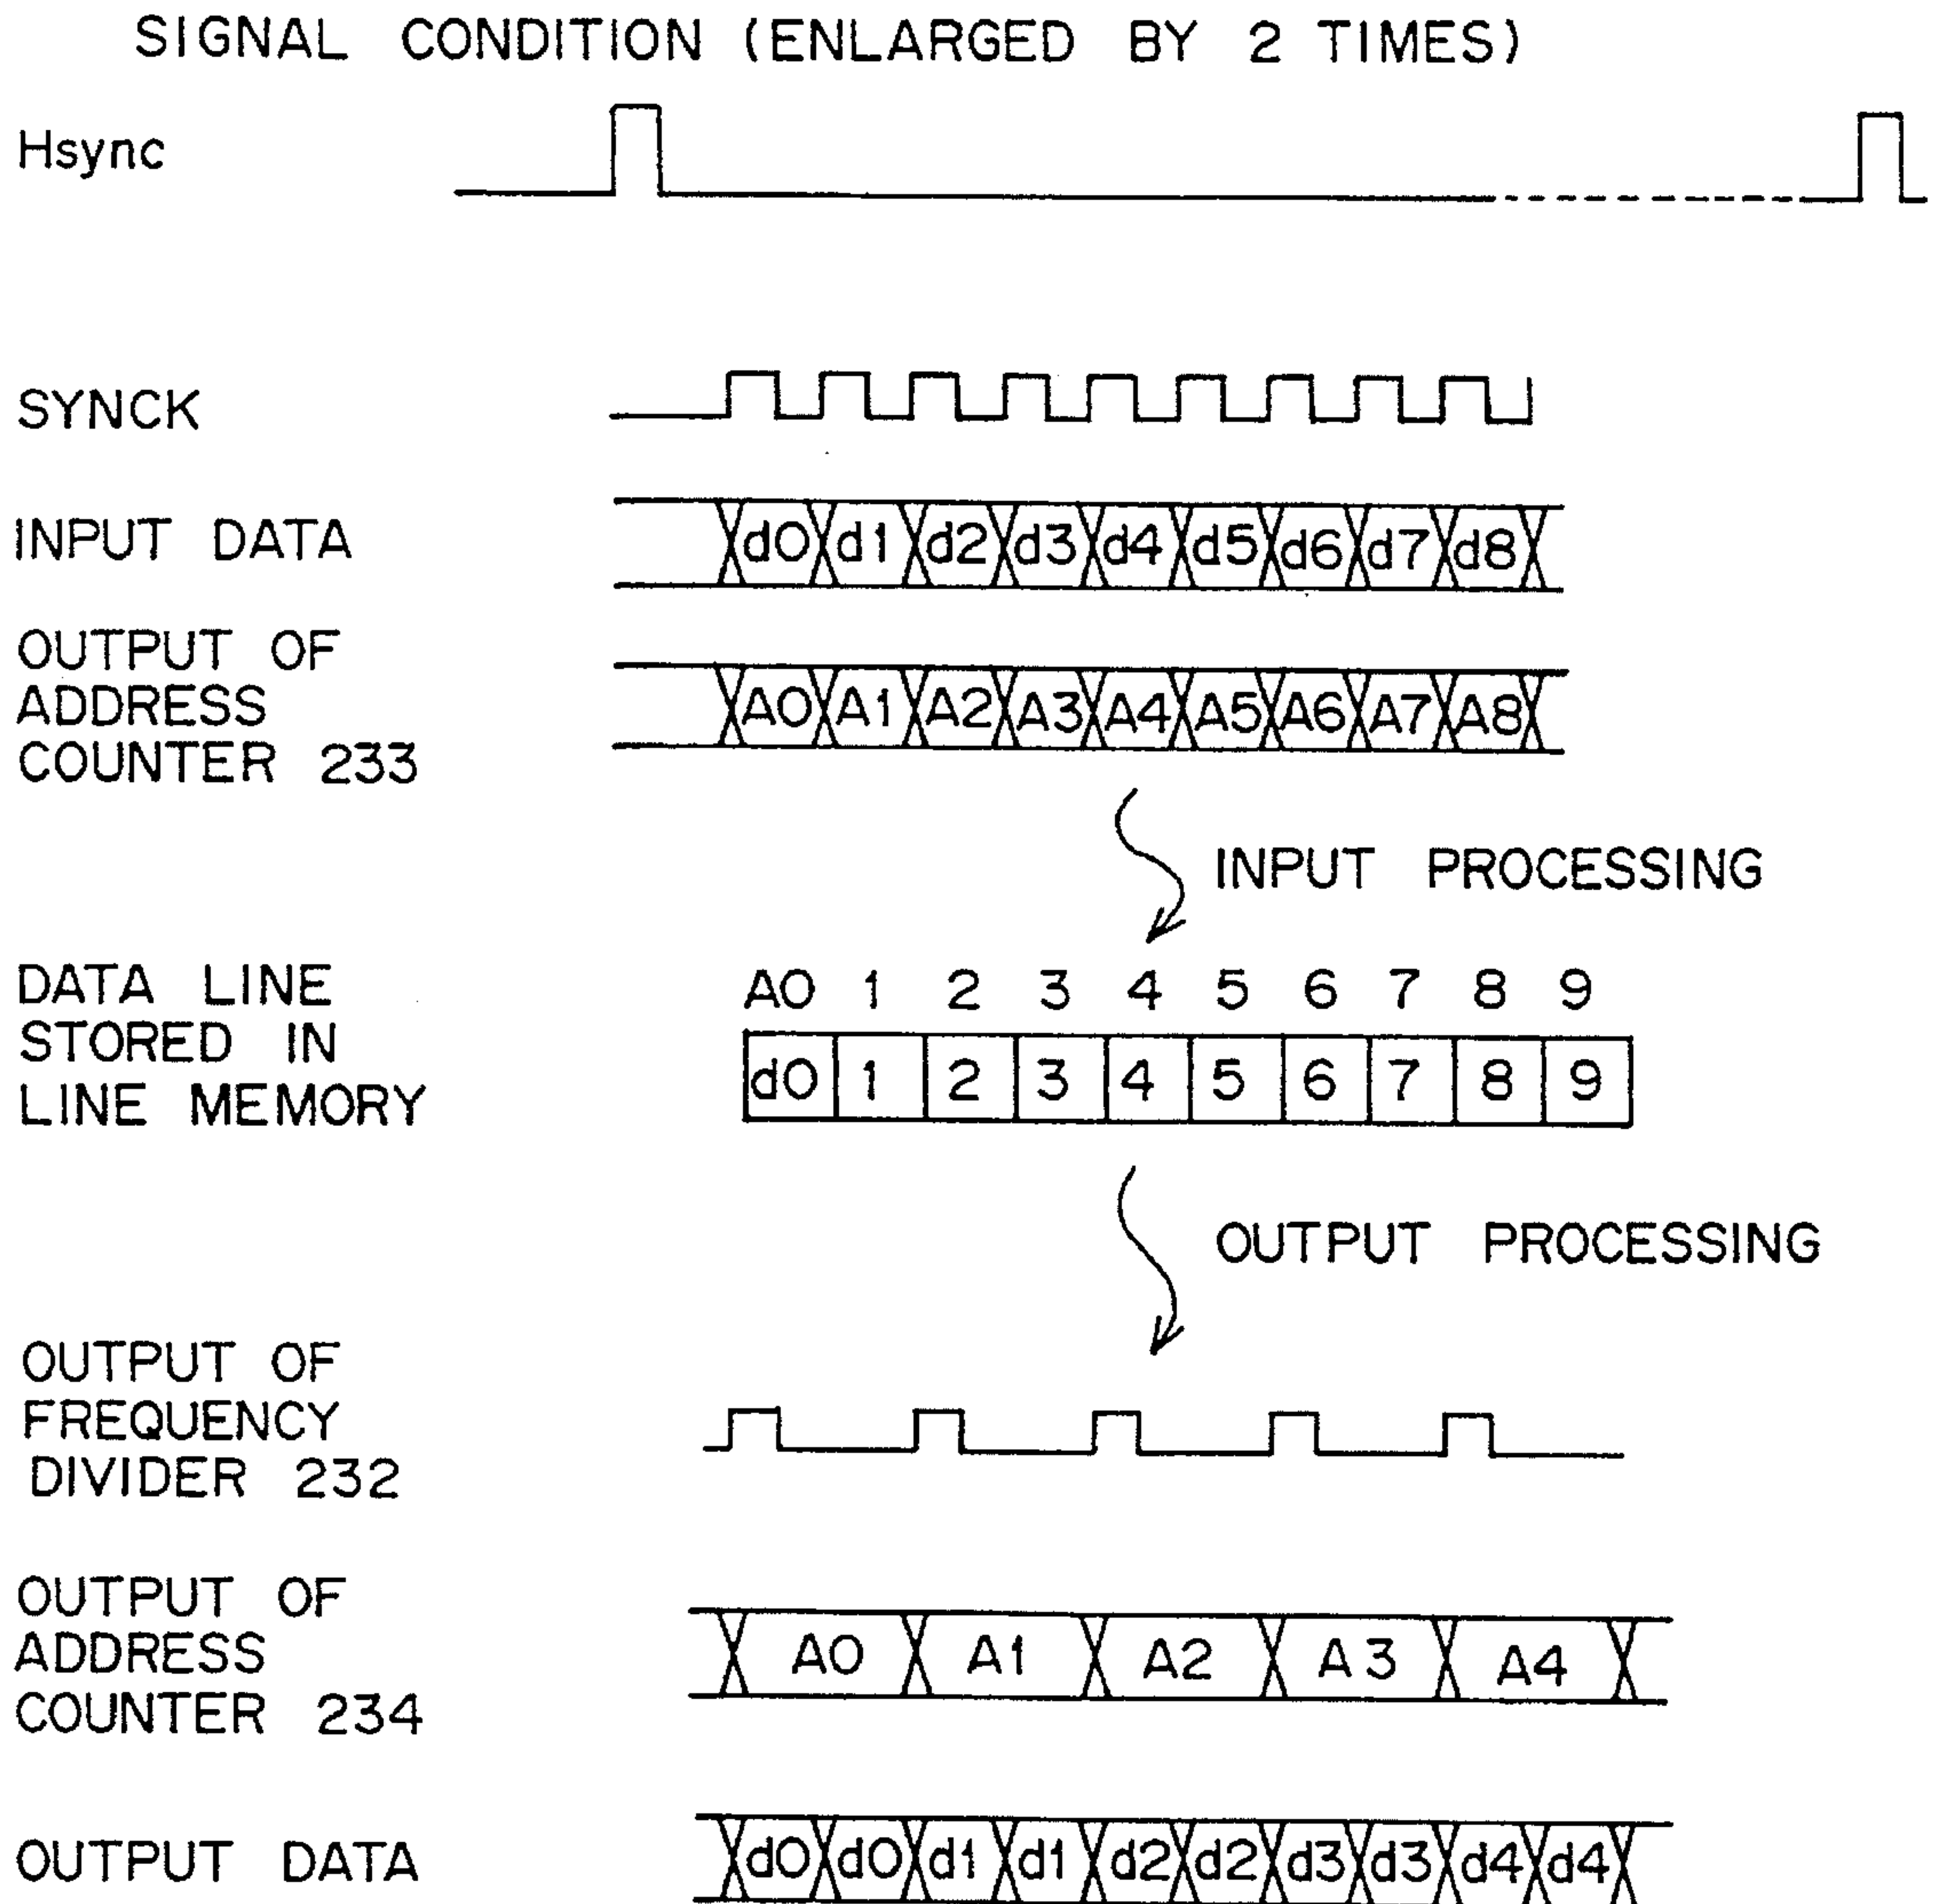 SIGNAL CONDITION (ENLARGED BY 2 TIMES)
Hsync
SYNCK
INPUT DATA
d0 d1 d2 d3 d4 d5 d6 d7 d8
OUTPUT OF
ADDRESS
COUNTER 233
A0 A1 A2 A3 A4 A5 A6 A7 A8
INPUT PROCESSING
DATA LINE
STORED IN
LINE MEMORY
A0 1 2 3 4 5 6 7 8 9
d0 1 2 3 4 5 6 7 8 9
OUTPUT PROCESSING
OUTPUT OF
FREQUENCY
DIVIDER 232
OUTPUT OF
ADDRESS
COUNTER 234
A0 A1 A2 A3 A4
OUTPUT DATA
d0 d0 d1 d1 d2 d2 d3 d3 d4 d4